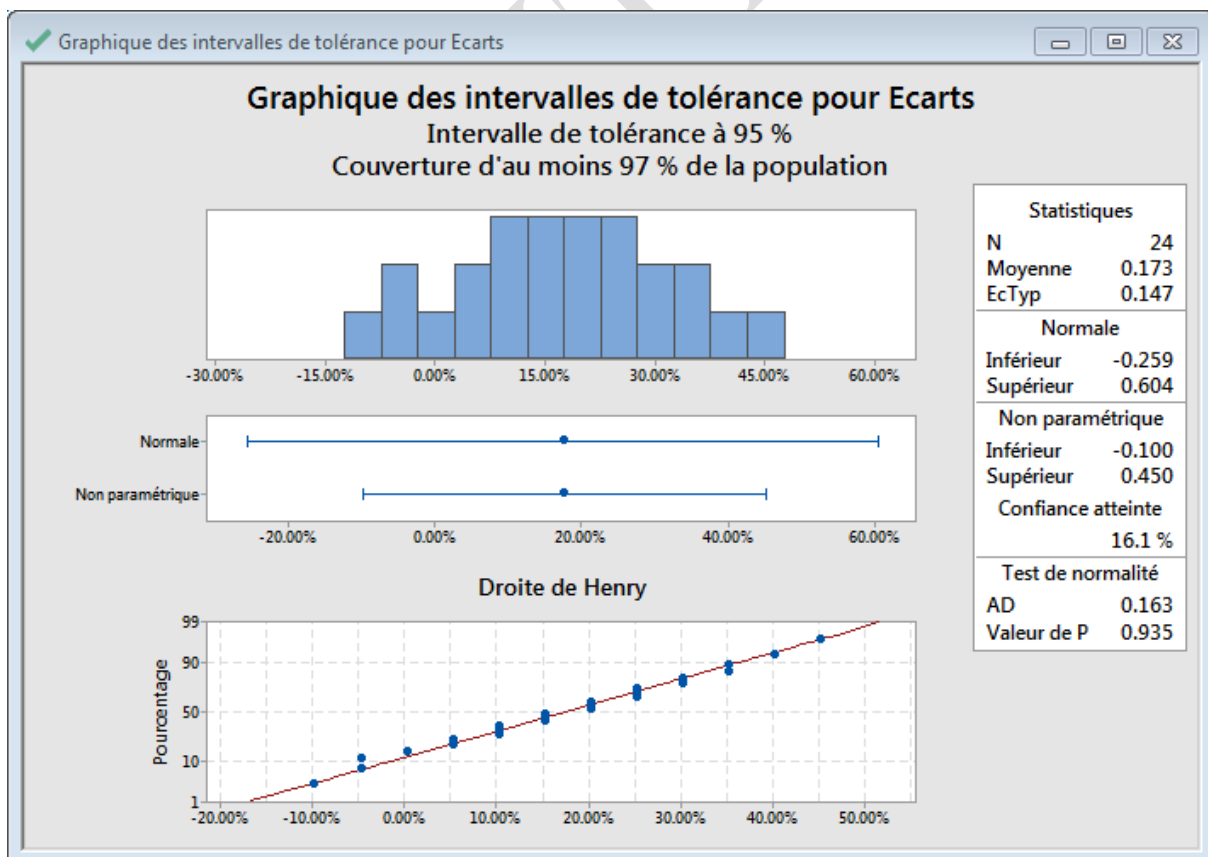 Graphique des intervalles de tolérance pour Ecarts
Graphique des intervalles de tolérance pour Ecarts
Intervalle de tolérance à 95 %
Couverture d'au moins 97 % de la population
-30.00% -15.00% 0.00% 15.00% 30.00% 45.00% 60.00%
Normale
Non paramétrique
-20.00% 0.00% 20.00% 40.00% 60.00%
Droite de Henry
Pourcentage
99
90
50
10
1
-20.00% -10.00% 0.00% 10.00% 20.00% 30.00% 40.00% 50.00%
Statistiques
N 24
Moyenne 0.173
EcTyp 0.147
Normale
Inférieur -0.259
Supérieur 0.604
Non paramétrique
Inférieur -0.100
Supérieur 0.450
Confiance atteinte
16.1 %
Test de normalité
AD 0.163
Valeur de P 0.935